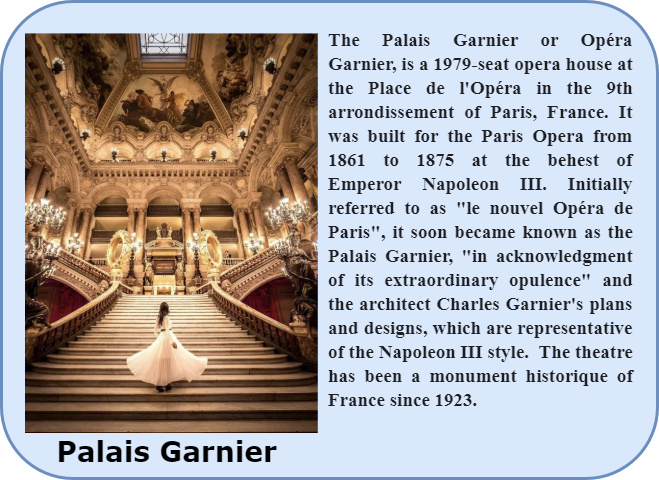 The Palais Garnier or Opéra
Garnier, is a 1979-seat opera house at
the Place de l'Opéra in the 9th
arrondissement of Paris, France. It
was built for the Paris Opera from
1861 to 1875 at the behest of
Emperor Napoleon III. Initially
referred to as "le nouvel Opéra de
Paris", it soon became known as the
Palais Garnier, "in acknowledgment
of its extraordinary opulence" and
the architect Charles Garnier's plans
and designs, which are representative
of the Napoleon III style. The theatre
has been a monument historique of
France since 1923.
Palais Garnier